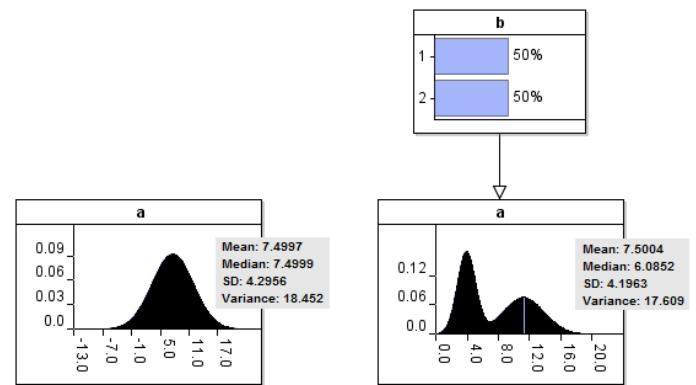 b
1
50%
2
50%
a
0.09
0.06
0.03
0.0
-13.0
-7.0
-1.0
5.0
11.0
17.0
Mean: 7.4997
Median: 7.4999
SD: 4.2956
Variance: 18.452
a
0.12
0.06
0.0
0.0
4.0
8.0
12.0
16.0
20.0
Mean: 7.5004
Median: 6.0852
SD: 4.1963
Variance: 17.609